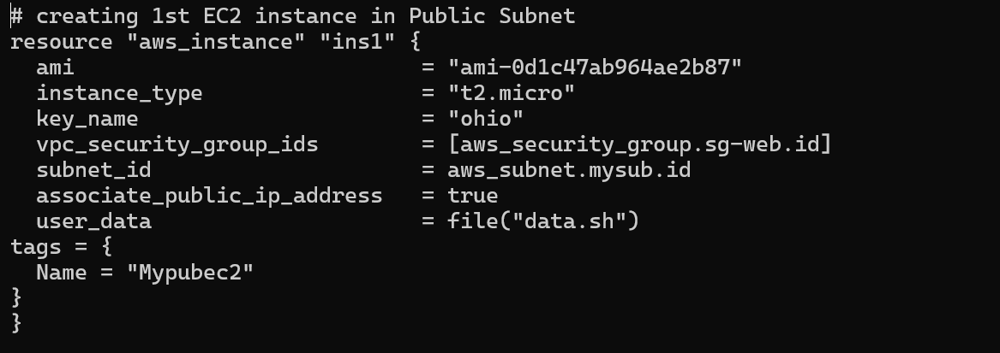 # creating 1st EC2 instance in Public Subnet
resource "aws_instance" "ins1" {
  ami                           = "ami-0d1c47ab964ae2b87"
  instance_type                 = "t2.micro"
  key_name                      = "ohio"
  vpc_security_group_ids        = [aws_security_group.sg-web.id]
  subnet_id                     = aws_subnet.mysub.id
  associate_public_ip_address   = true
  user_data                     = file("data.sh")
tags = {
  Name = "Mypubec2"
}
}